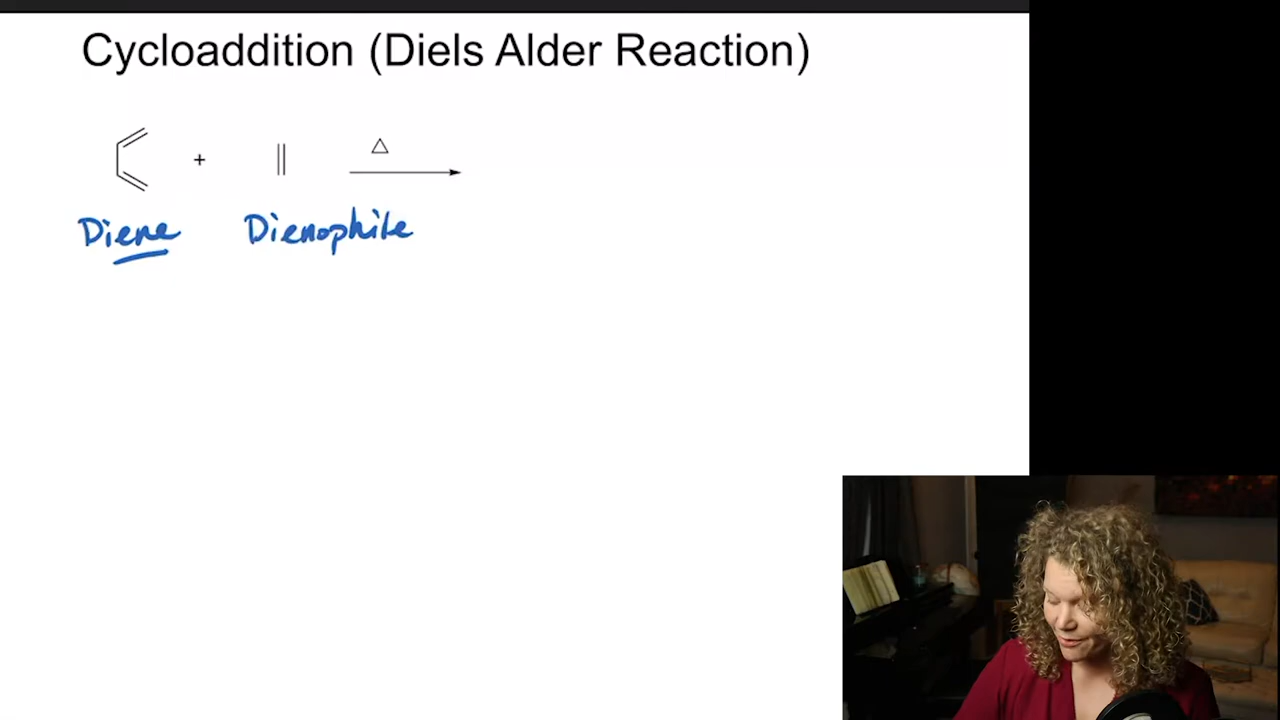 Cycloaddition (Diels Alder Reaction)
+ △
Diene Dienophile